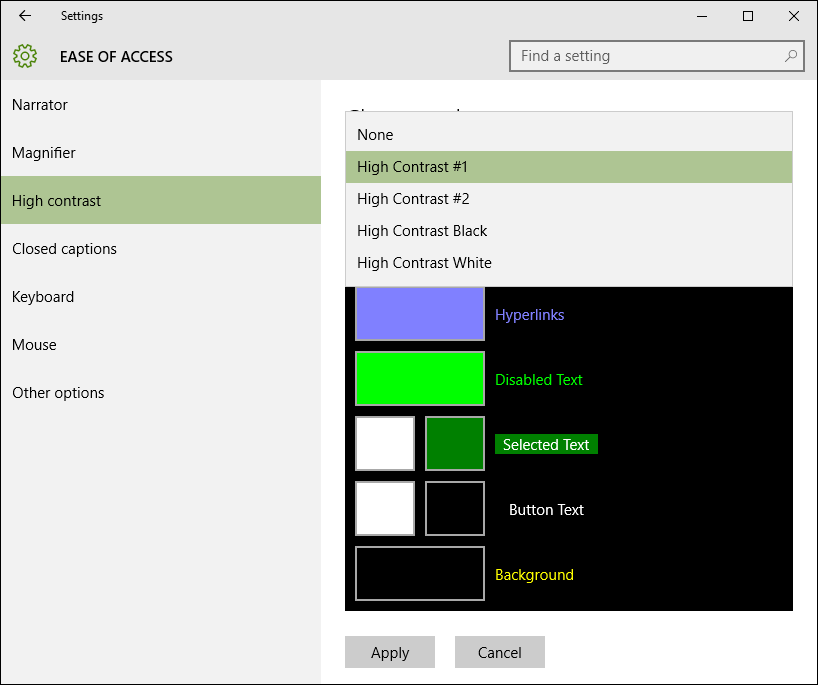 Settings
EASE OF ACCESS
Find a setting
Narrator
Magnifier
High contrast
Closed captions
Keyboard
Mouse
Other options
None
High Contrast #1
High Contrast #2
High Contrast Black
High Contrast White
Hyperlinks
Disabled Text
Selected Text
Button Text
Background
Apply
Cancel